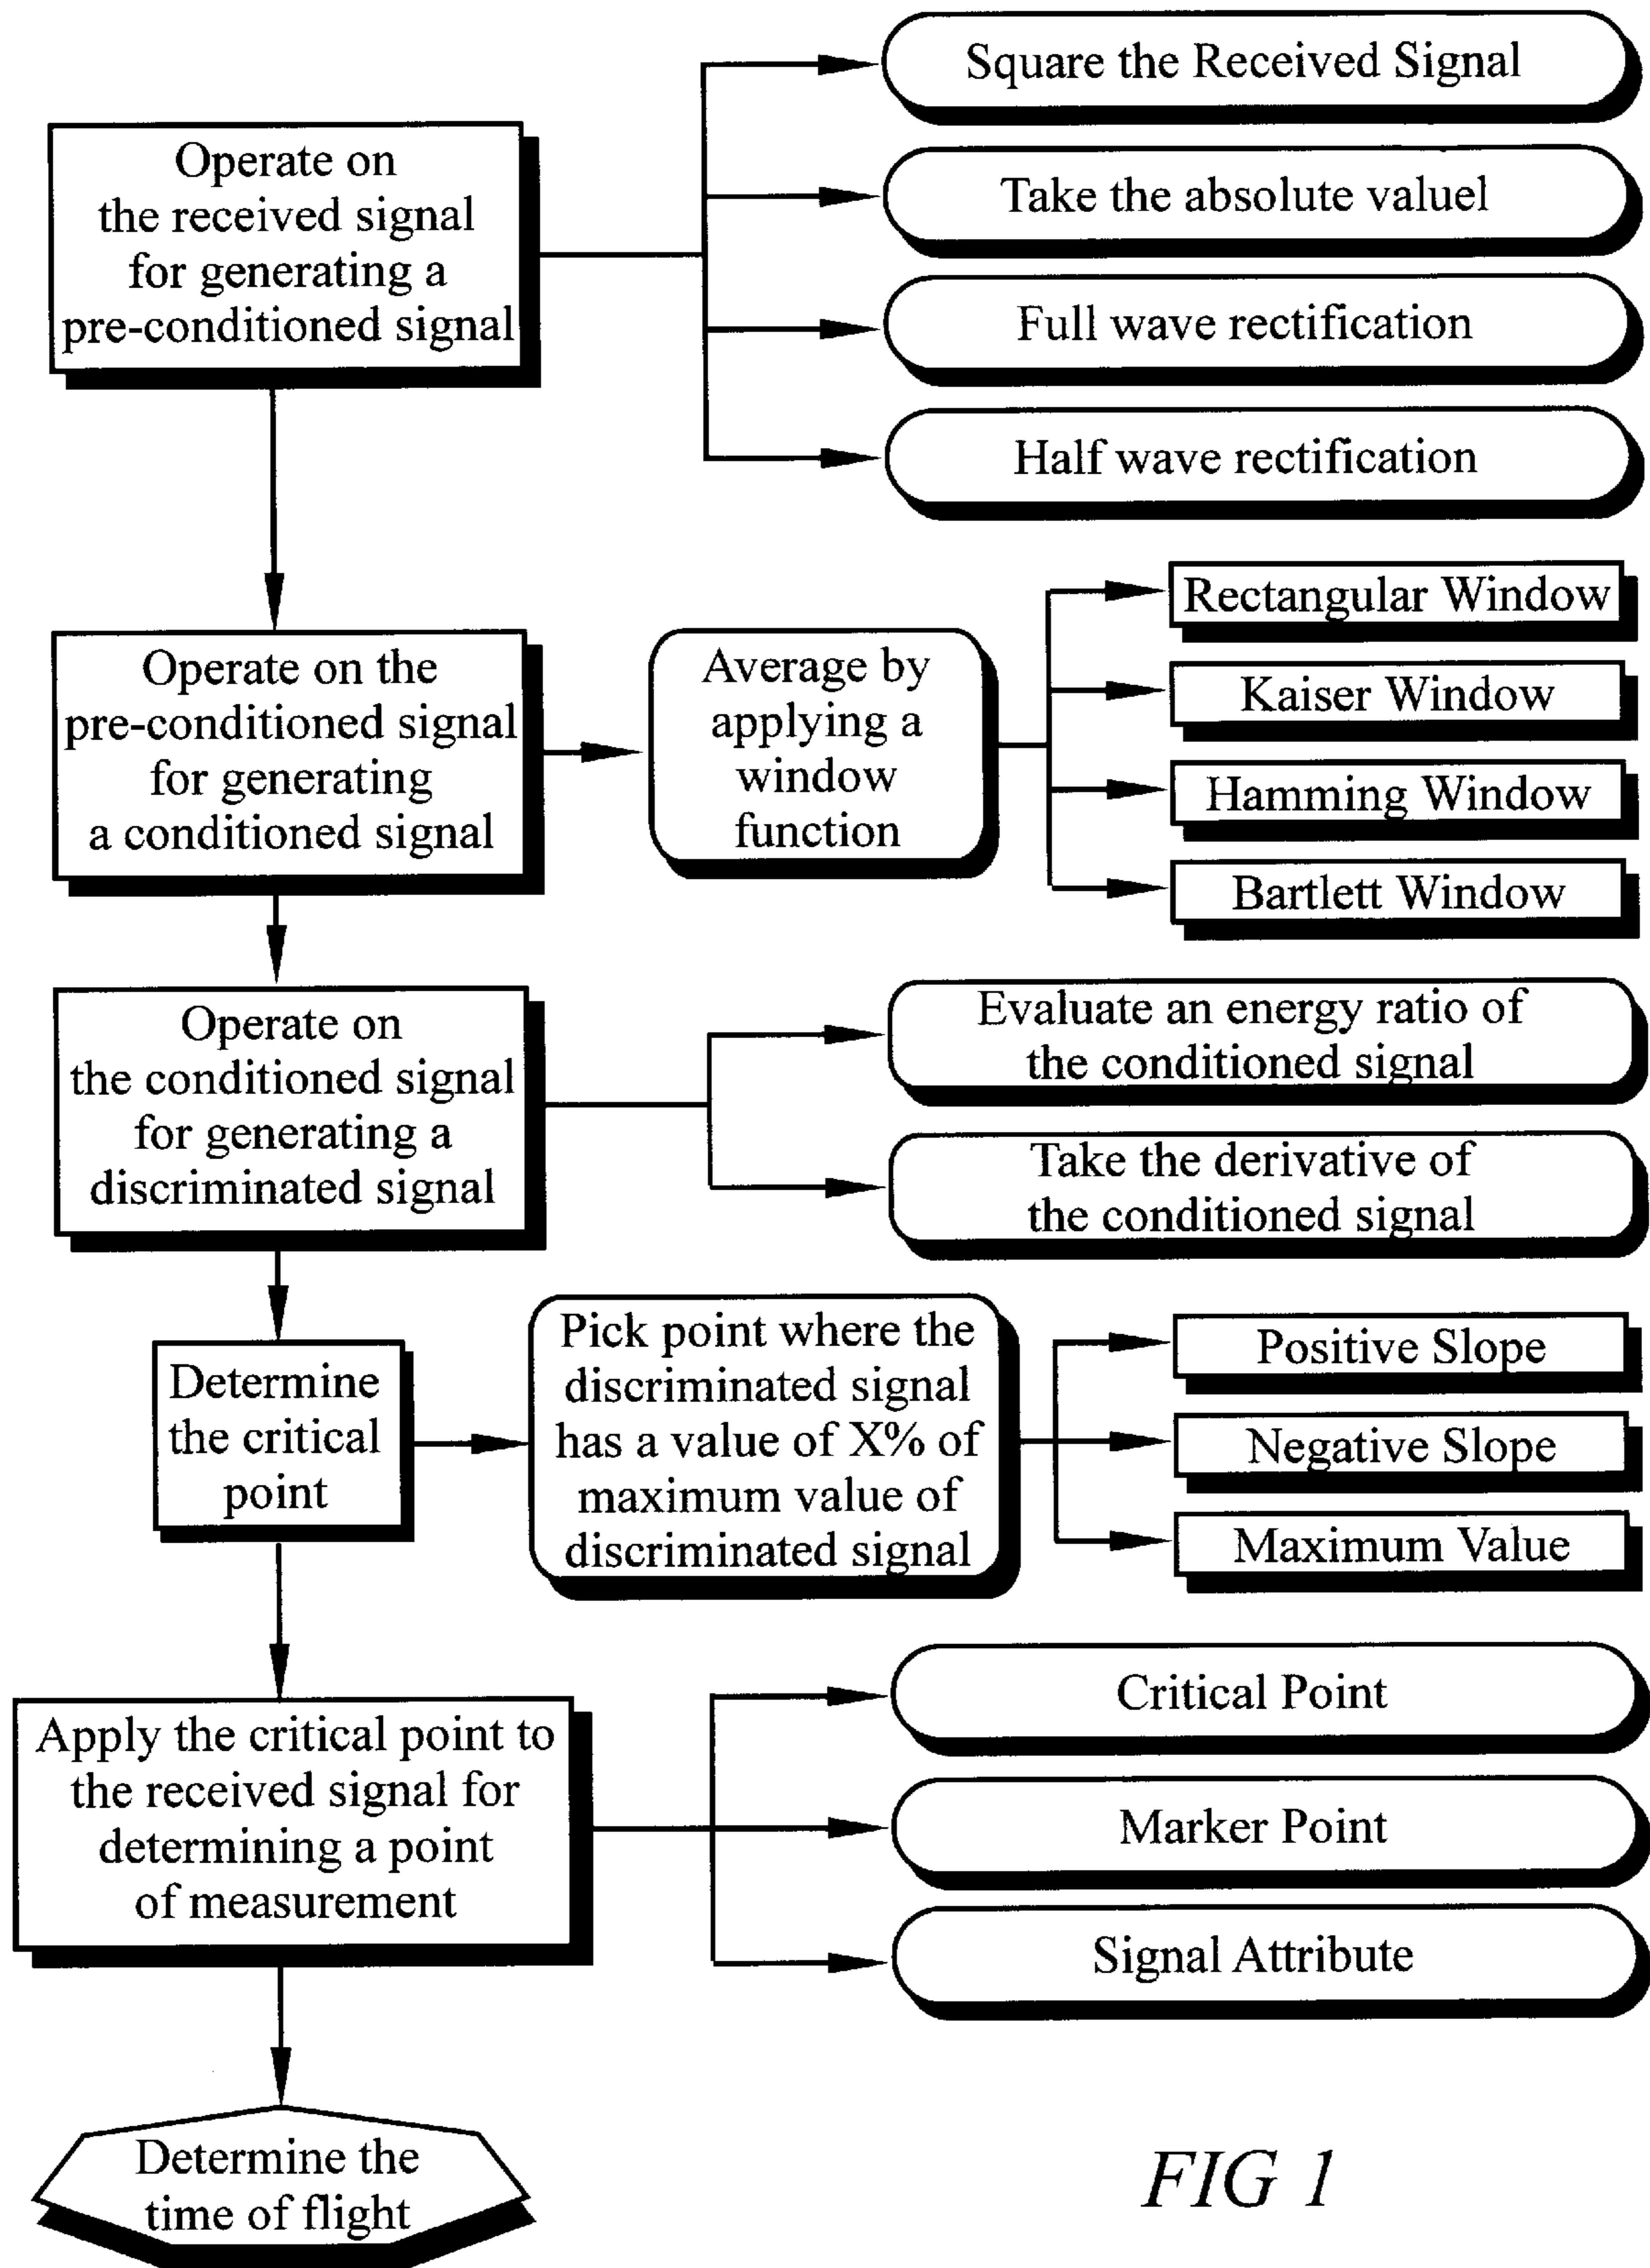 Operate on
the received signal
for generating a
pre-conditioned signal
Square the Received Signal
Take the absolute valuel
Full wave rectification
Half wave rectification
Operate on the
pre-conditioned signal
for generating
a conditioned signal
Average by
applying a
window
function
Rectangular Window
Kaiser Window
Hamming Window
Bartlett Window
Operate on
the conditioned signal
for generating a
discriminated signal
Evaluate an energy ratio of
the conditioned signal
Take the derivative of
the conditioned signal
Determine
the critical
point
Pick point where the
discriminated signal
has a value of X% of
maximum value of
discriminated signal
Positive Slope
Negative Slope
Maximum Value
Apply the critical point to
the received signal for
determining a point
of measurement
Critical Point
Marker Point
Signal Attribute
Determine the
time of flight
FIG 1